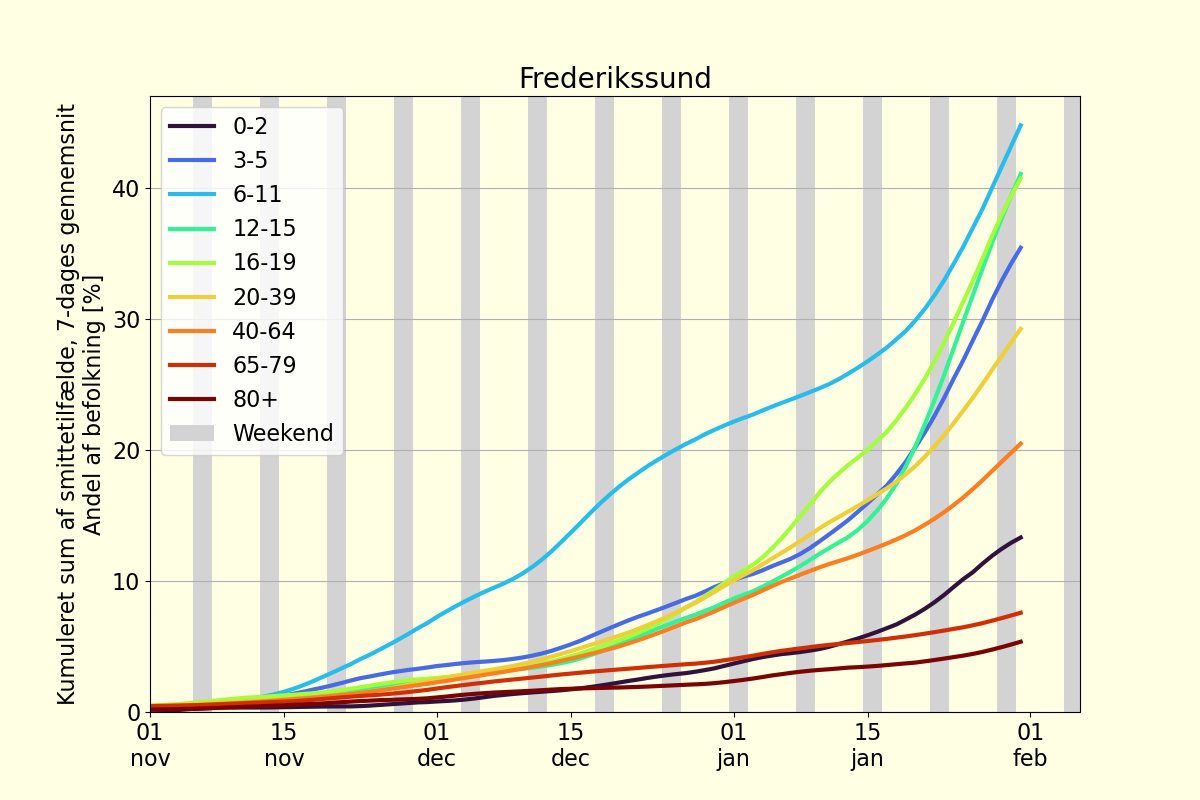 Frederikssund
Kumuleret sum af smittetilfælde, 7-dages gennemsnit
Andel af befolkning [%]
0-2
3-5
6-11
12-15
16-19
20-39
40-64
65-79
80+
Weekend
40
30
20
10
0
01 15 01 15 01 15 01
nov nov dec dec jan jan feb